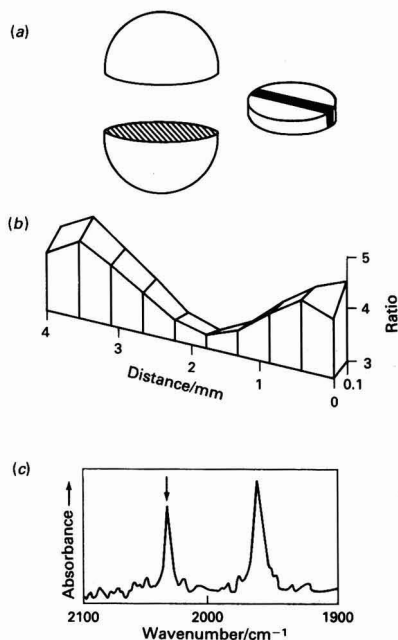 (a)
(b)
5
4
3
Ratio
0.1
0
4
3
2
1
Distance/mm
(c)
Absorbance →
2100
2000
1900
Wavenumber/cm⁻¹